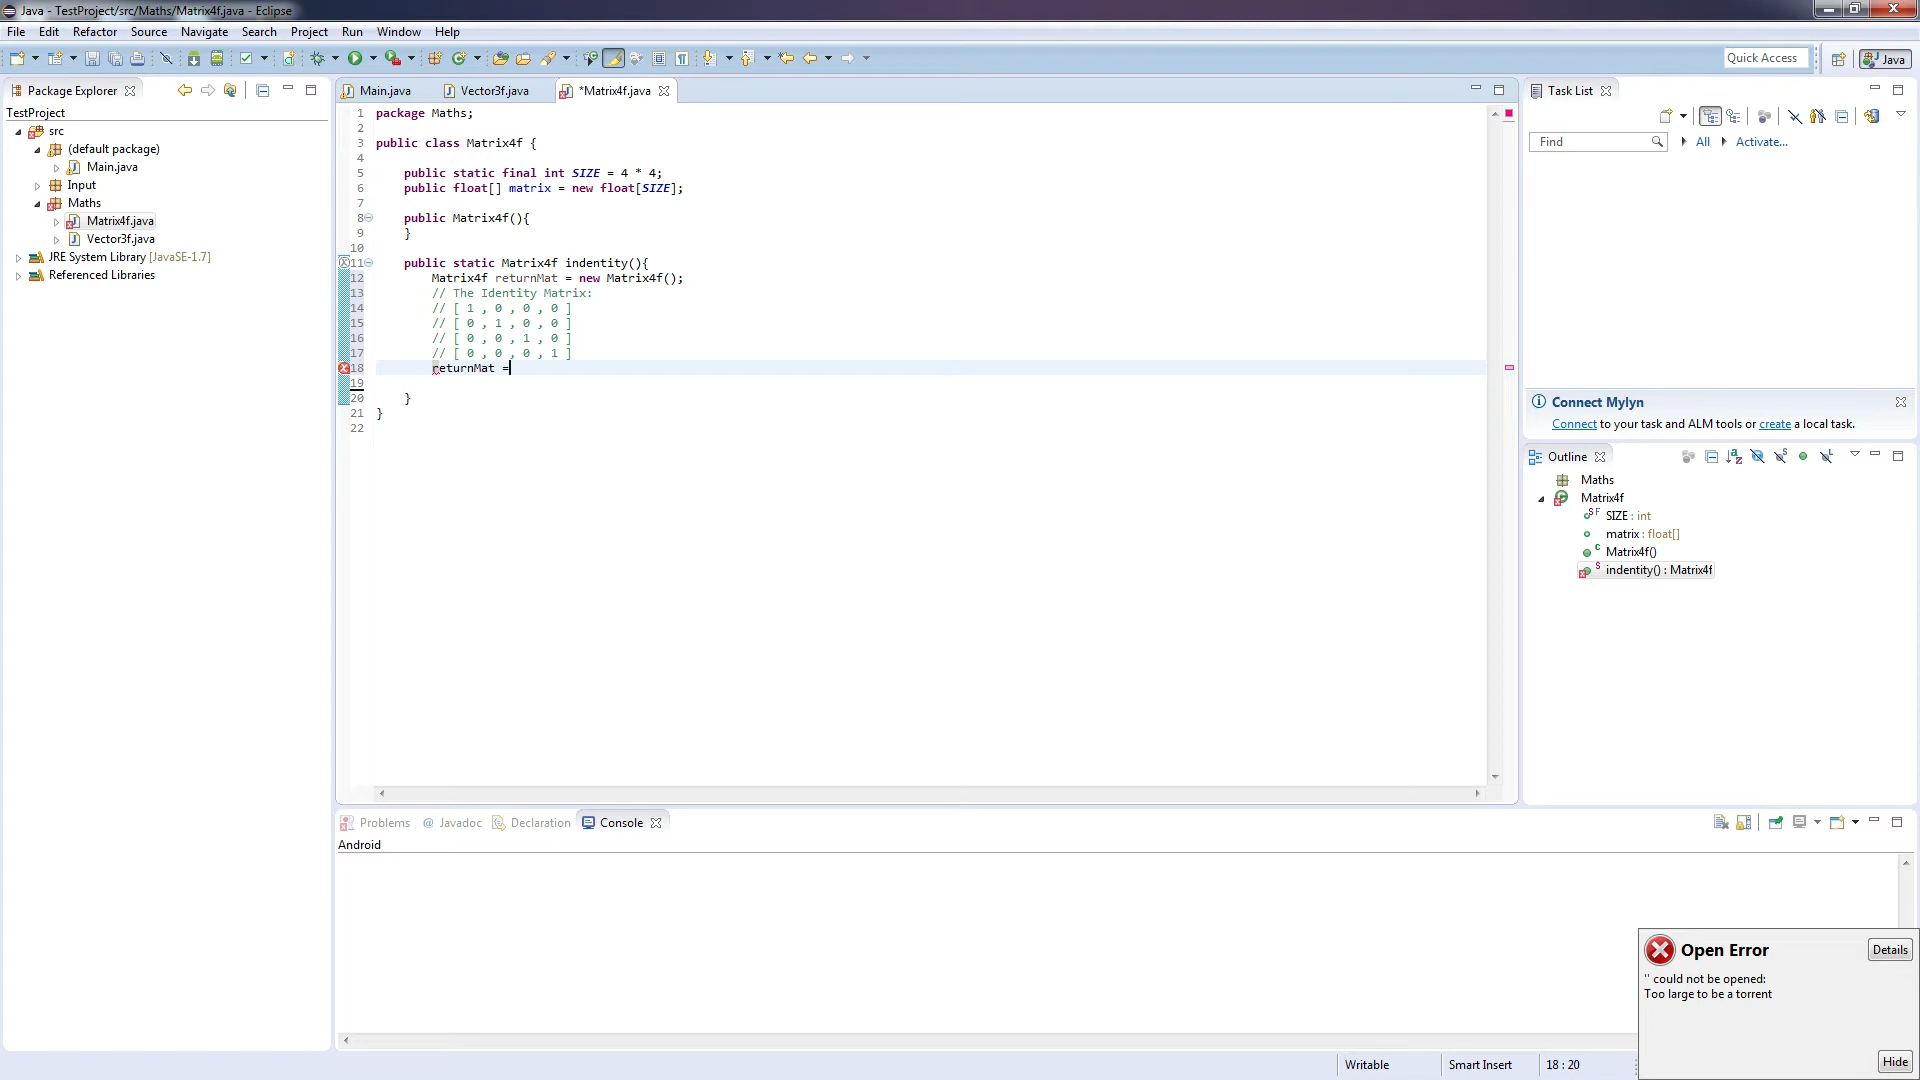 Java - TestProject/src/Maths/Matrix4f.java - Eclipse
File Edit Refactor Source Navigate Search Project Run Window Help
Quick Access
Java
Package Explorer
TestProject
src
(default package)
Main.java
Input
Maths
Matrix4f.java
Vector3f.java
JRE System Library [JavaSE-1.7]
Referenced Libraries
Main.java Vector3f.java *Matrix4f.java
1 package Maths;
2
3 public class Matrix4f {
4
5 public static final int SIZE = 4 * 4;
6 public float[] matrix = new float[SIZE];
7
8 public Matrix4f(){
9 }
10
11 public static Matrix4f indentity(){
12 Matrix4f returnMat = new Matrix4f();
13 // The Identity Matrix:
14 // [ 1 , 0 , 0 , 0 ]
15 // [ 0 , 1 , 0 , 0 ]
16 // [ 0 , 0 , 1 , 0 ]
17 // [ 0 , 0 , 0 , 1 ]
18 returnMat =
19
20 }
21 }
22
Task List
Find
All Activate...
Connect Mylyn
Connect to your task and ALM tools or create a local task.
Outline
Maths
Matrix4f
SIZE : int
matrix : float[]
Matrix4f()
indentity() : Matrix4f
Problems @ Javadoc Declaration Console
Android
Open Error Details
'' could not be opened:
Too large to be a torrent
Hide
Writable Smart Insert 18 : 20